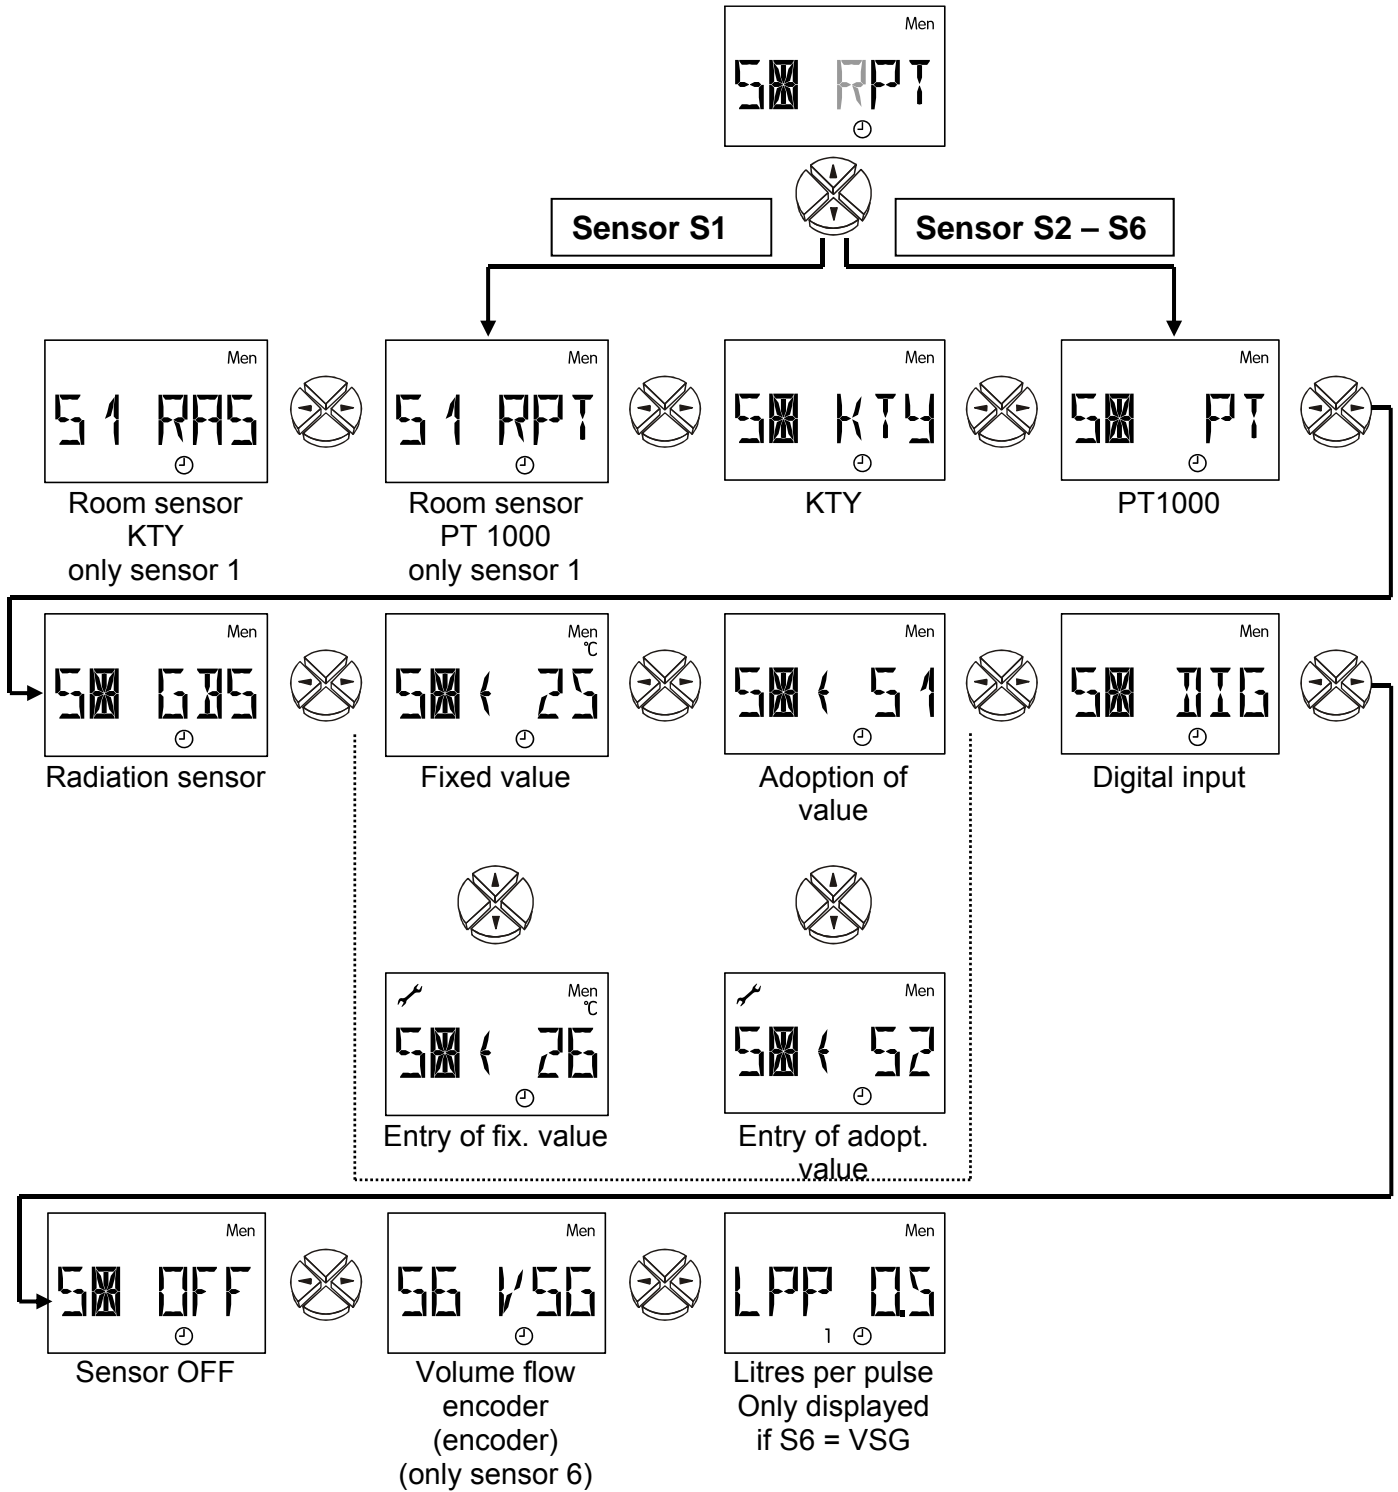 Men
S RPT
Sensor S1
Sensor S2 – S6
Men
S1 RAS
Men
S1 RPT
Men
S KTY
Men
S PT
Room sensor
KTY
only sensor 1
Room sensor
PT 1000
only sensor 1
KTY
PT1000
Men
S GBS
Men
°C
S < 25
Men
S < S1
Men
S DIG
Radiation sensor
Fixed value
Adoption of
value
Digital input
Men
°C
S < 26
Men
S < S2
Entry of fix. value
Entry of adopt.
value
Men
S OFF
Men
S6 VSG
Men
LPP 0.5
1
Sensor OFF
Volume flow
encoder
(encoder)
(only sensor 6)
Litres per pulse
Only displayed
if S6 = VSG